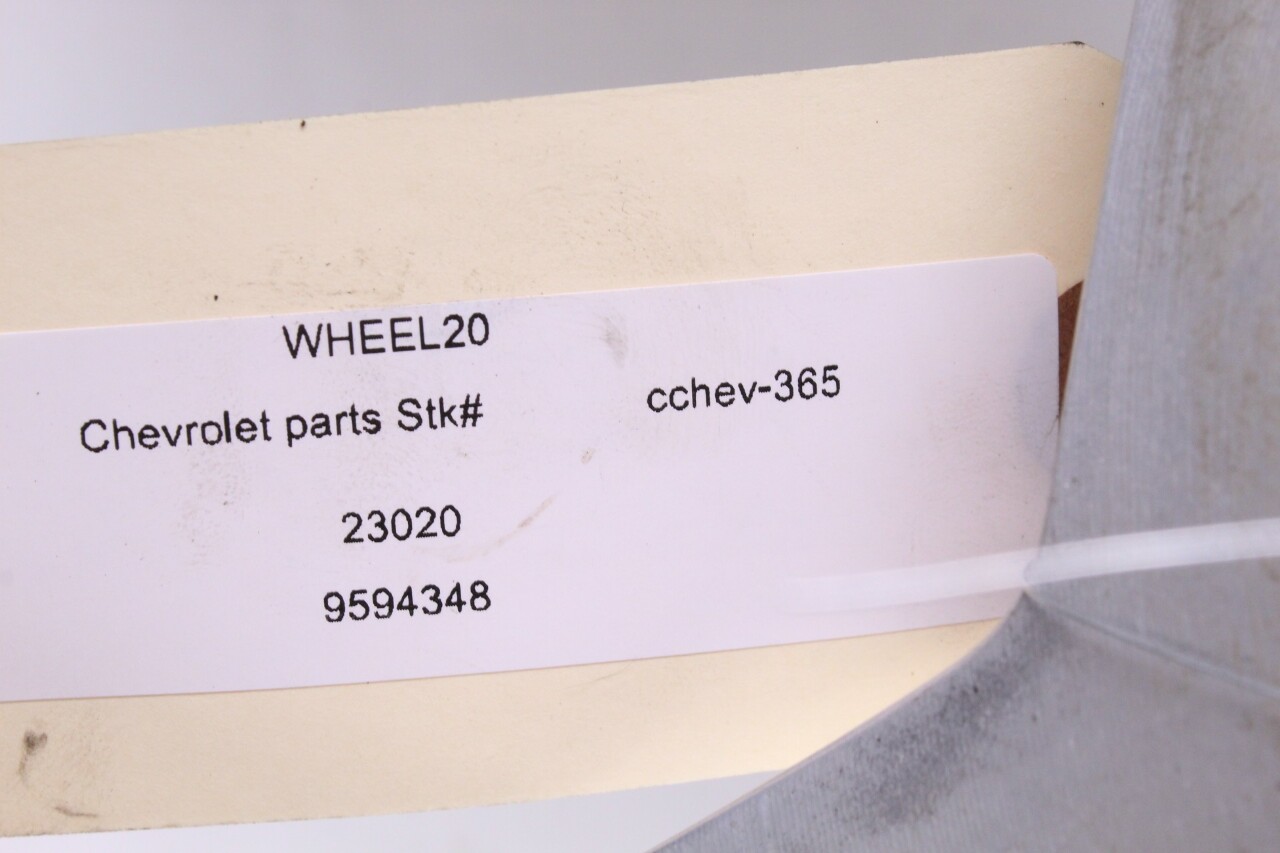 WHEEL20
Chevrolet parts Stk# cchev-365
23020
9594348